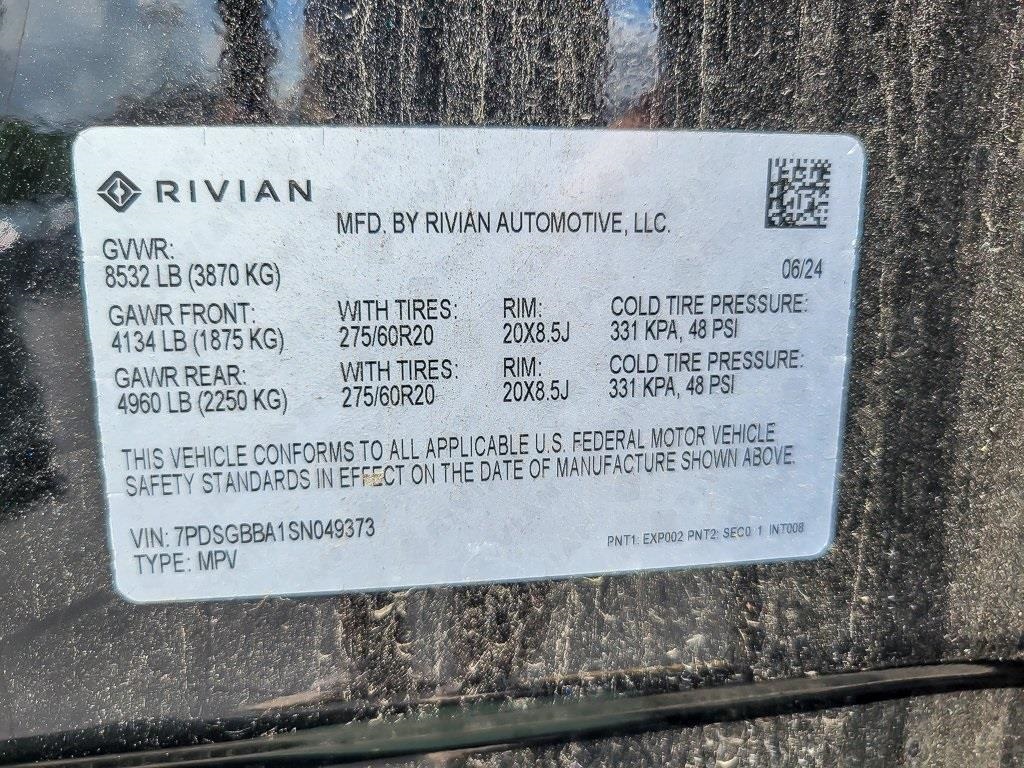 RIVIAN
MFD. BY RIVIAN AUTOMOTIVE, LLC.
GVWR:
8532 LB (3870 KG)
06/24
GAWR FRONT: WITH TIRES: RIM: COLD TIRE PRESSURE:
4134 LB (1875 KG) 275/60R20 20X8.5J 331 KPA, 48 PSI
GAWR REAR: WITH TIRES: RIM: COLD TIRE PRESSURE:
4960 LB (2250 KG) 275/60R20 20X8.5J 331 KPA, 48 PSI
THIS VEHICLE CONFORMS TO ALL APPLICABLE U.S. FEDERAL MOTOR VEHICLE
SAFETY STANDARDS IN EFFECT ON THE DATE OF MANUFACTURE SHOWN ABOVE.
VIN: 7PDSGBBA1SN049373
TYPE: MPV
PNT1: EXP002 PNT2: SEC0 1 INT008